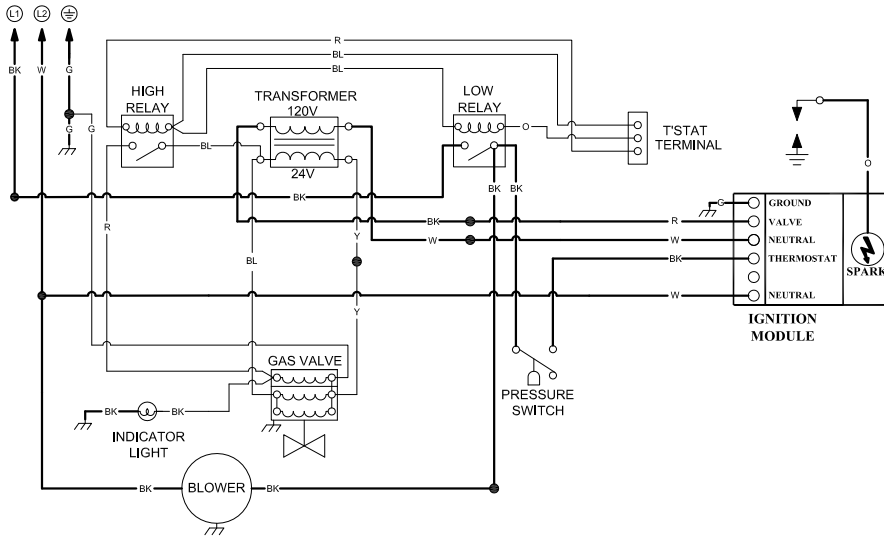 L1
L2
R
BL
BL
BK
W
G
G
G
HIGH
RELAY
TRANSFORMER
120V
24V
LOW
RELAY
O
T'STAT
TERMINAL
BL
BK
BK
BK
O
G
GROUND
BK
R
VALVE
W
W
NEUTRAL
BK
THERMOSTAT
SPARK
W
NEUTRAL
IGNITION
MODULE
R
BL
Y
Y
GAS VALVE
PRESSURE
SWITCH
BK
BK
INDICATOR
LIGHT
BK
BLOWER
BK